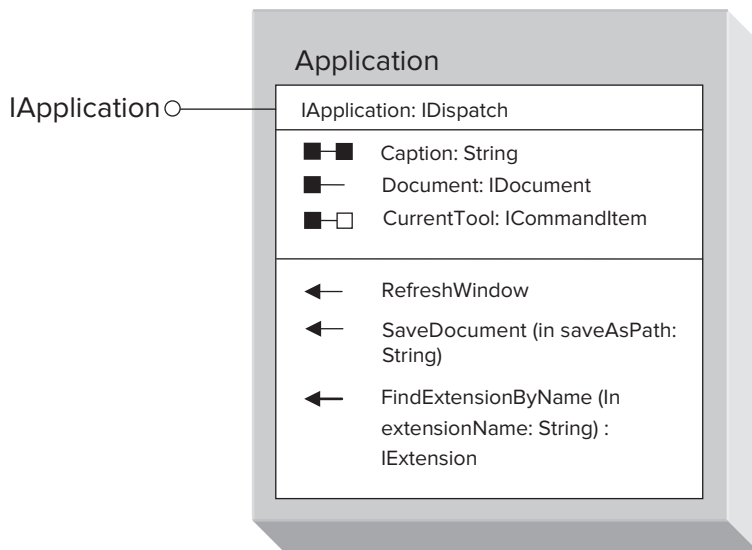 Application
IApplication
IApplication: IDispatch
Caption: String
Document: IDocument
CurrentTool: ICommandItem
RefreshWindow
SaveDocument (in saveAsPath:
String)
FindExtensionByName (In
extensionName: String) :
IExtension